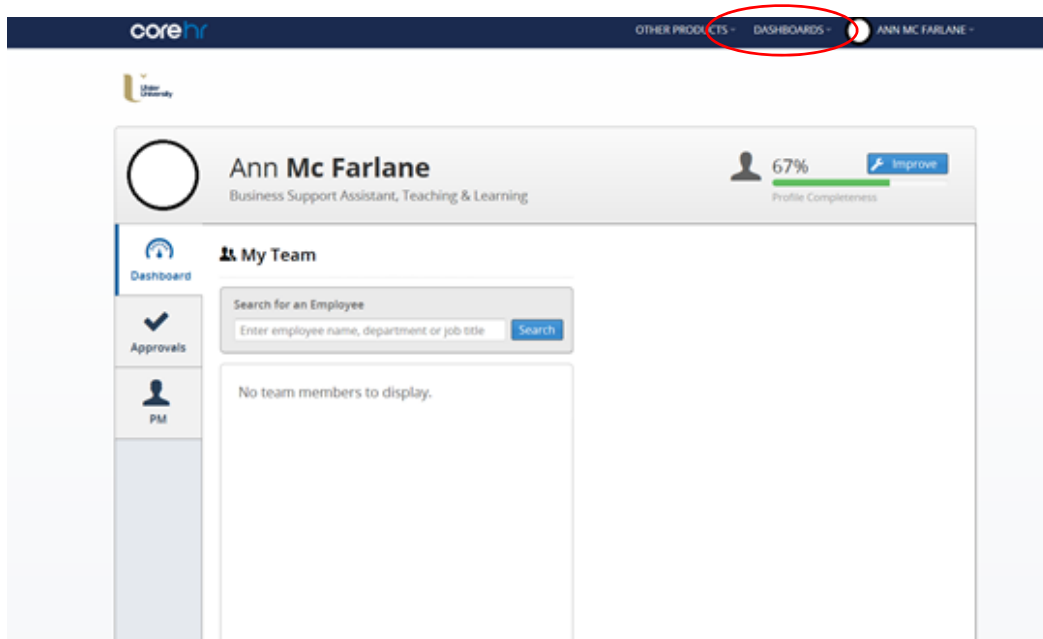 corehr
OTHER PRODUCTS
DASHBOARDS
ANN MC FARLANE
Ulster
University
Ann Mc Farlane
Business Support Assistant, Teaching & Learning
67%
Improve
Profile Completeness
Dashboard
Approvals
PM
My Team
Search for an Employee
Enter employee name, department or job title
Search
No team members to display.